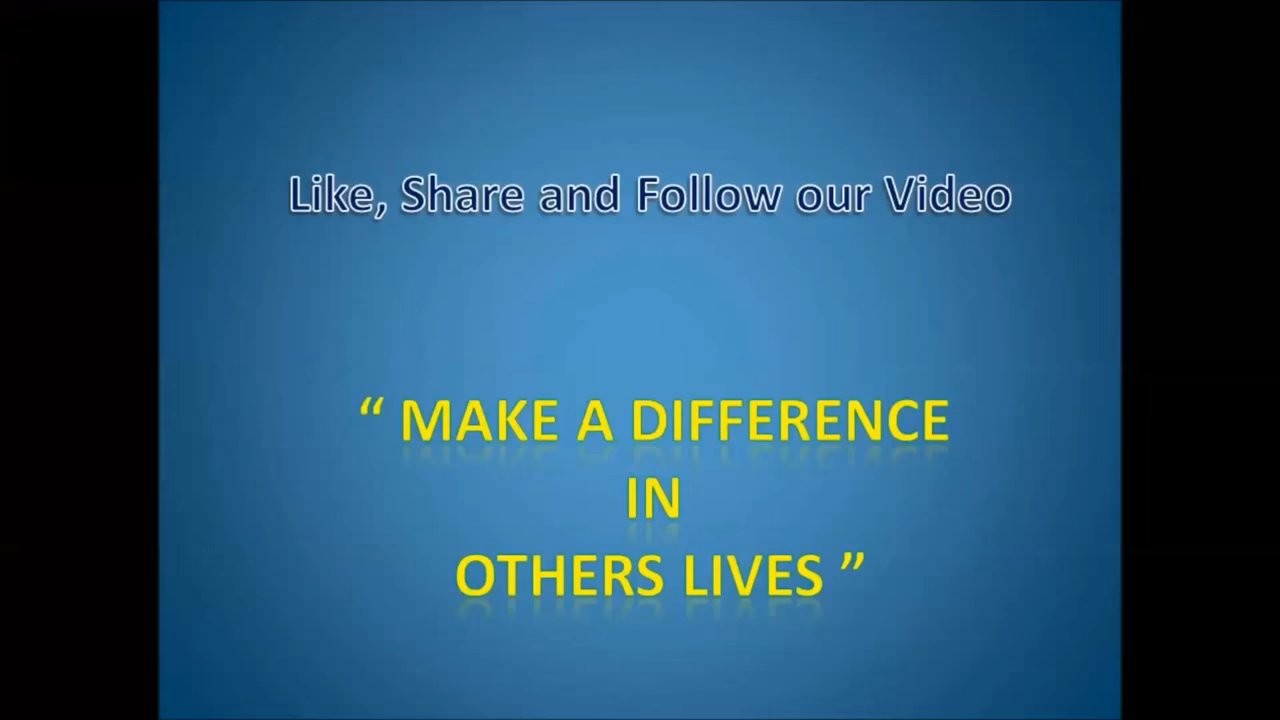 Like, Share and Follow our Video
“ MAKE A DIFFERENCE
IN
OTHERS LIVES ”